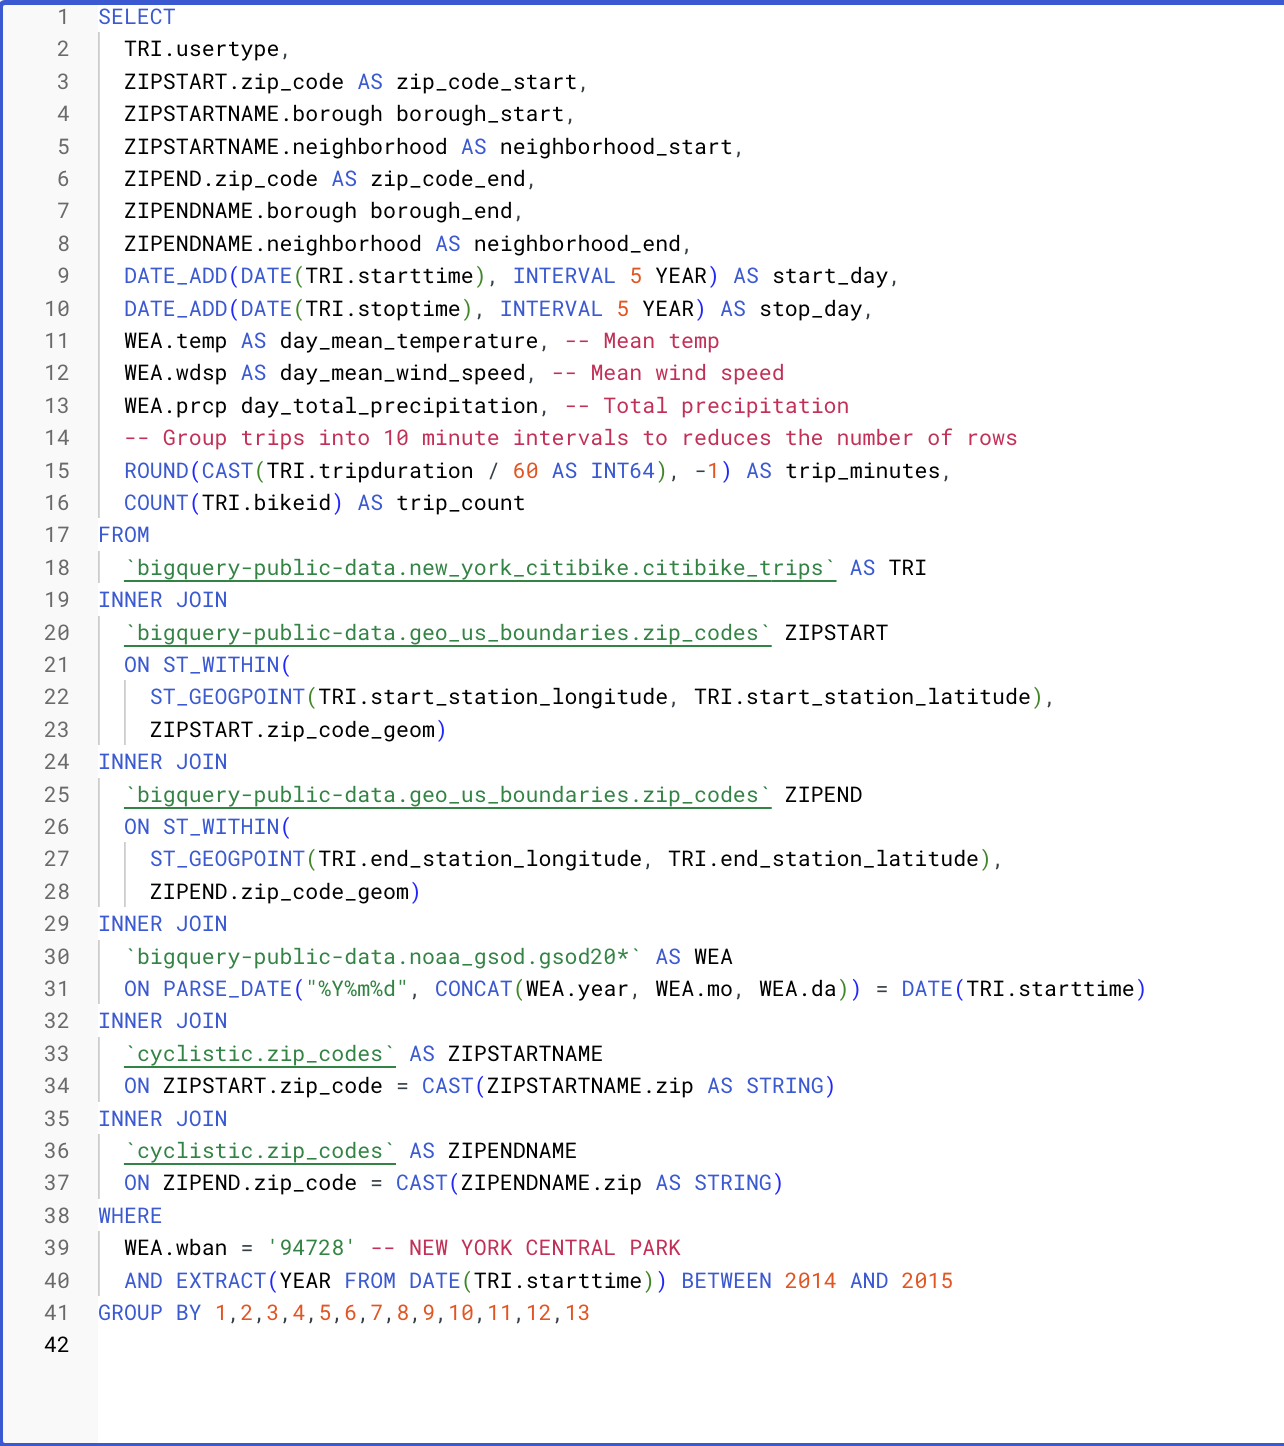 1 SELECT
2 TRI.usertype,
3 ZIPSTART.zip_code AS zip_code_start,
4 ZIPSTARTNAME.borough borough_start,
5 ZIPSTARTNAME.neighborhood AS neighborhood_start,
6 ZIPEND.zip_code AS zip_code_end,
7 ZIPENDNAME.borough borough_end,
8 ZIPENDNAME.neighborhood AS neighborhood_end,
9 DATE_ADD(DATE(TRI.starttime), INTERVAL 5 YEAR) AS start_day,
10 DATE_ADD(DATE(TRI.stoptime), INTERVAL 5 YEAR) AS stop_day,
11 WEA.temp AS day_mean_temperature, -- Mean temp
12 WEA.wdsp AS day_mean_wind_speed, -- Mean wind speed
13 WEA.prcp day_total_precipitation, -- Total precipitation
14 -- Group trips into 10 minute intervals to reduces the number of rows
15 ROUND(CAST(TRI.tripduration / 60 AS INT64), -1) AS trip_minutes,
16 COUNT(TRI.bikeid) AS trip_count
17 FROM
18 `bigquery-public-data.new_york_citibike.citibike_trips` AS TRI
19 INNER JOIN
20 `bigquery-public-data.geo_us_boundaries.zip_codes` ZIPSTART
21 ON ST_WITHIN(
22 ST_GEOGPOINT(TRI.start_station_longitude, TRI.start_station_latitude),
23 ZIPSTART.zip_code_geom)
24 INNER JOIN
25 `bigquery-public-data.geo_us_boundaries.zip_codes` ZIPEND
26 ON ST_WITHIN(
27 ST_GEOGPOINT(TRI.end_station_longitude, TRI.end_station_latitude),
28 ZIPEND.zip_code_geom)
29 INNER JOIN
30 `bigquery-public-data.noaa_gsod.gsod20*` AS WEA
31 ON PARSE_DATE("%Y%m%d", CONCAT(WEA.year, WEA.mo, WEA.da)) = DATE(TRI.starttime)
32 INNER JOIN
33 `cyclistic.zip_codes` AS ZIPSTARTNAME
34 ON ZIPSTART.zip_code = CAST(ZIPSTARTNAME.zip AS STRING)
35 INNER JOIN
36 `cyclistic.zip_codes` AS ZIPENDNAME
37 ON ZIPEND.zip_code = CAST(ZIPENDNAME.zip AS STRING)
38 WHERE
39 WEA.wban = '94728' -- NEW YORK CENTRAL PARK
40 AND EXTRACT(YEAR FROM DATE(TRI.starttime)) BETWEEN 2014 AND 2015
41 GROUP BY 1,2,3,4,5,6,7,8,9,10,11,12,13
42